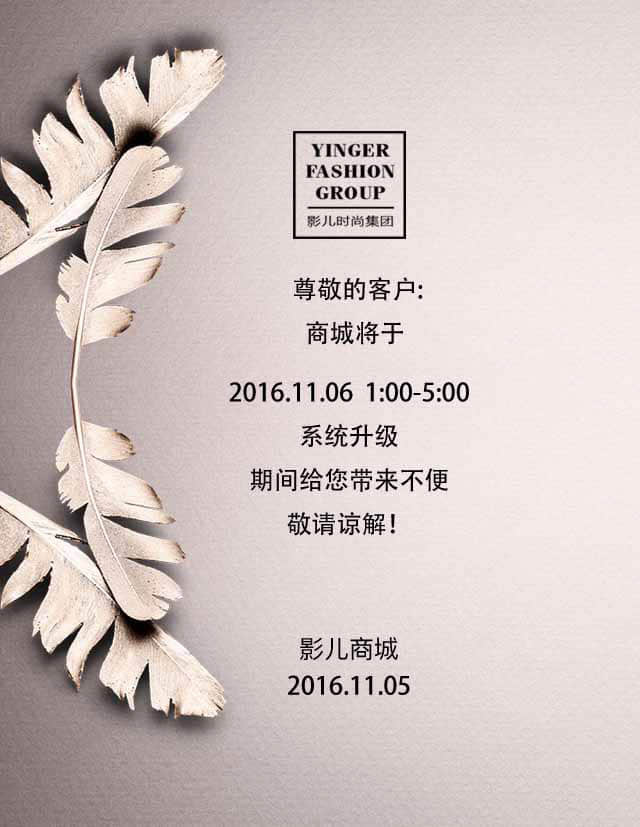 YINGER
FASHION
GROUP
影儿时尚集团
尊敬的客户:
商城将于
2016.11.06 1:00-5:00
系统升级
期间给您带来不便
敬请谅解！
影儿商城
2016.11.05